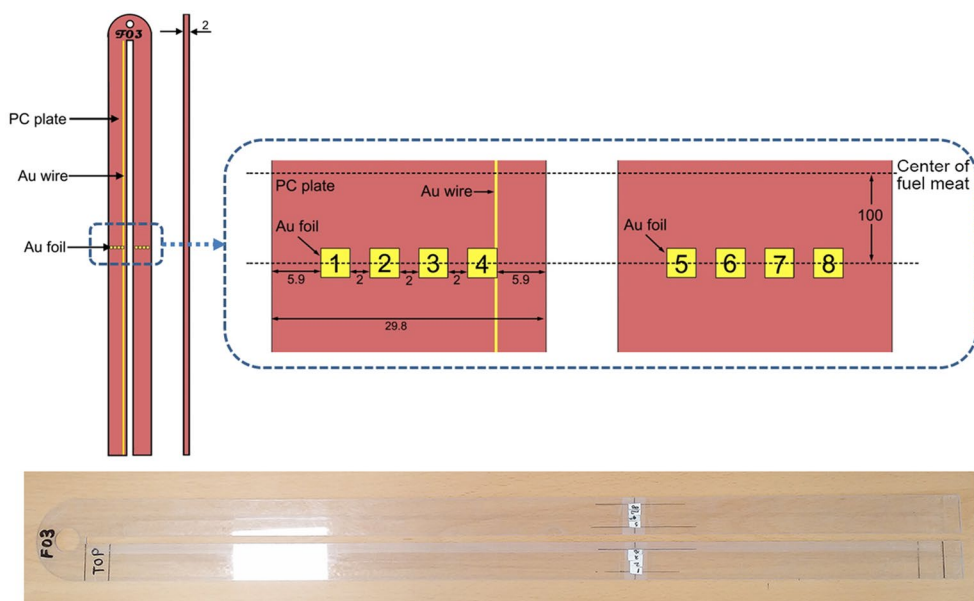 F03
2
PC plate
Au wire
Au foil
PC plate
Au wire
Au foil
1
2
3
4
5.9
2
2
2
5.9
29.8
Au foil
5
6
7
8
Center of
fuel meat
100
F03
TOP